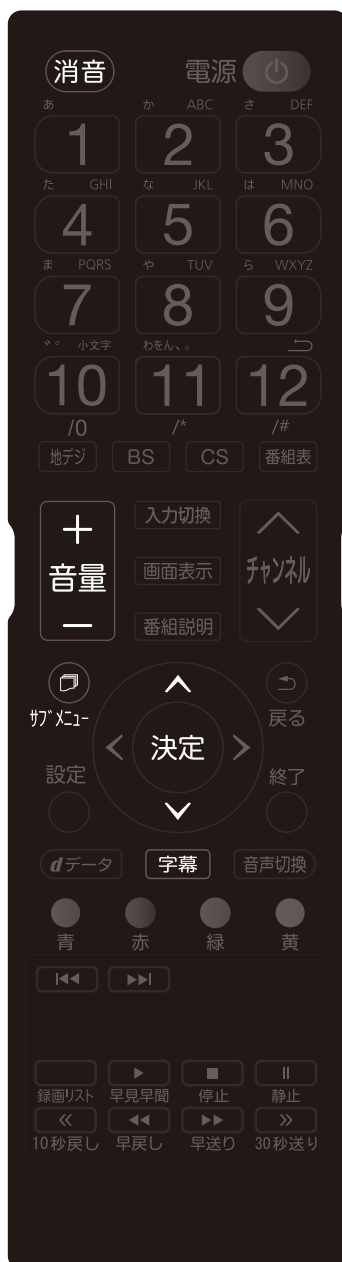 消音 電源
あ か ABC さ DEF
1 2 3
た GHI な JKL は MNO
4 5 6
ま PQRS や TUV ら WXYZ
7 8 9
゛゜ 小文字 わをん、。
10 11 12
/0 /* /#
地デジ BS CS 番組表
入力切換
+
音量 画面表示 チャンネル
−
番組説明
サブメニュー 決定 戻る
設定 終了
dデータ 字幕 音声切換
青 赤 緑 黄
録画リスト 早見早聞 停止 静止
10秒戻し 早戻し 早送り 30秒送り